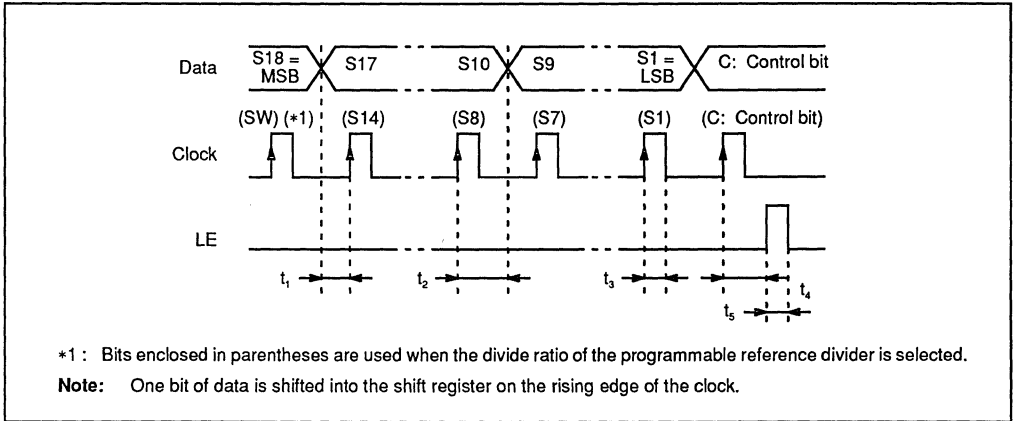 Data
S18 =
MSB
S17
S10
S9
S1 =
LSB
C: Control bit
(SW) (*1)
(S14)
(S8)
(S7)
(S1)
(C: Control bit)
Clock
LE
t1
t2
t3
t4
t5
*1 : Bits enclosed in parentheses are used when the divide ratio of the programmable reference divider is selected.
Note: One bit of data is shifted into the shift register on the rising edge of the clock.